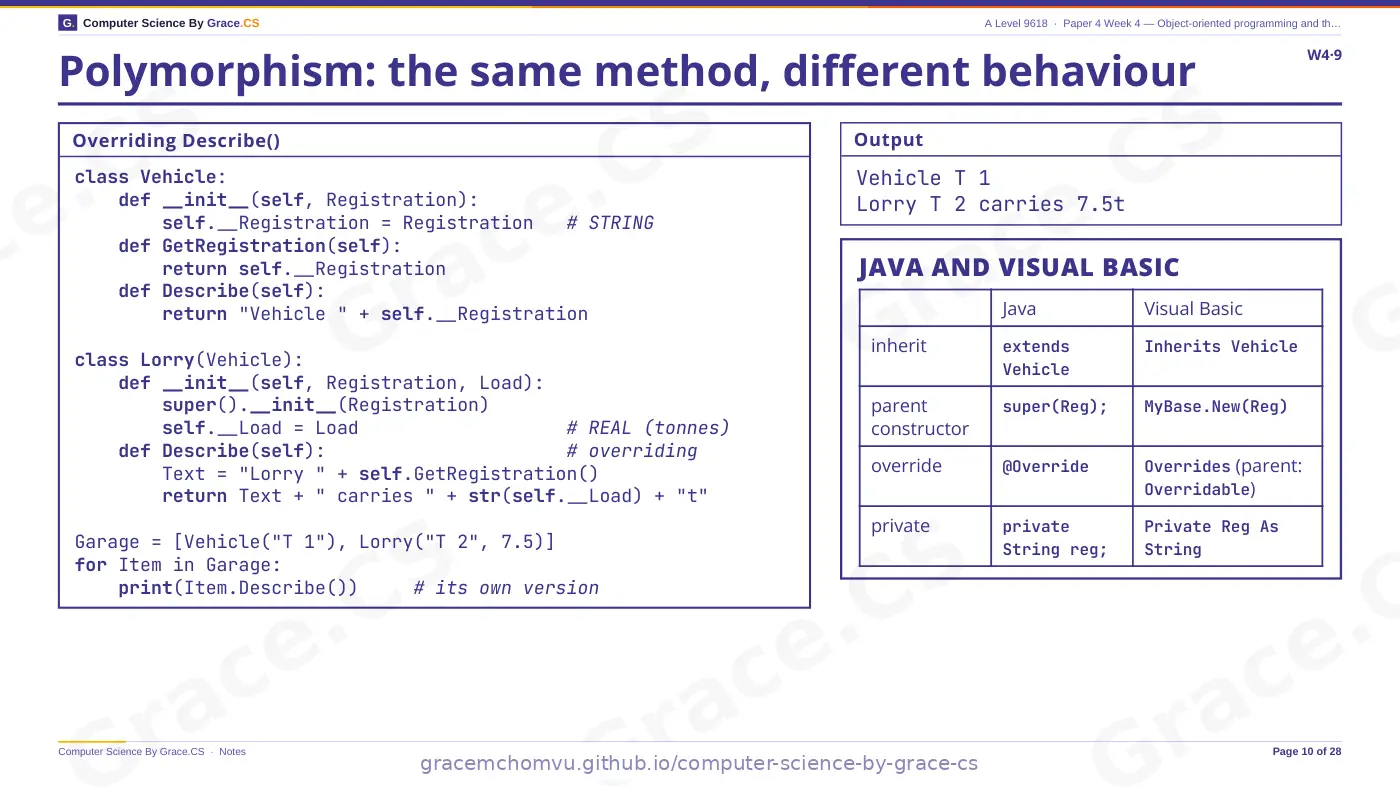 G. Computer Science By Grace.CS
A Level 9618 · Paper 4 Week 4 — Object-oriented programming and th…
Polymorphism: the same method, different behaviour
W4·9
Overriding Describe()
class Vehicle:
    def __init__(self, Registration):
        self.__Registration = Registration   # STRING
    def GetRegistration(self):
        return self.__Registration
    def Describe(self):
        return "Vehicle " + self.__Registration

class Lorry(Vehicle):
    def __init__(self, Registration, Load):
        super().__init__(Registration)
        self.__Load = Load                   # REAL (tonnes)
    def Describe(self):                      # overriding
        Text = "Lorry " + self.GetRegistration()
        return Text + " carries " + str(self.__Load) + "t"

Garage = [Vehicle("T 1"), Lorry("T 2", 7.5)]
for Item in Garage:
    print(Item.Describe())     # its own version
Output
Vehicle T 1
Lorry T 2 carries 7.5t
JAVA AND VISUAL BASIC
Java Visual Basic
inherit extends Inherits Vehicle
Vehicle
parent super(Reg); MyBase.New(Reg)
constructor
override @Override Overrides (parent:
Overridable)
private private Private Reg As
String reg; String
Computer Science By Grace.CS · Notes
gracemchomvu.github.io/computer-science-by-grace-cs
Page 10 of 28